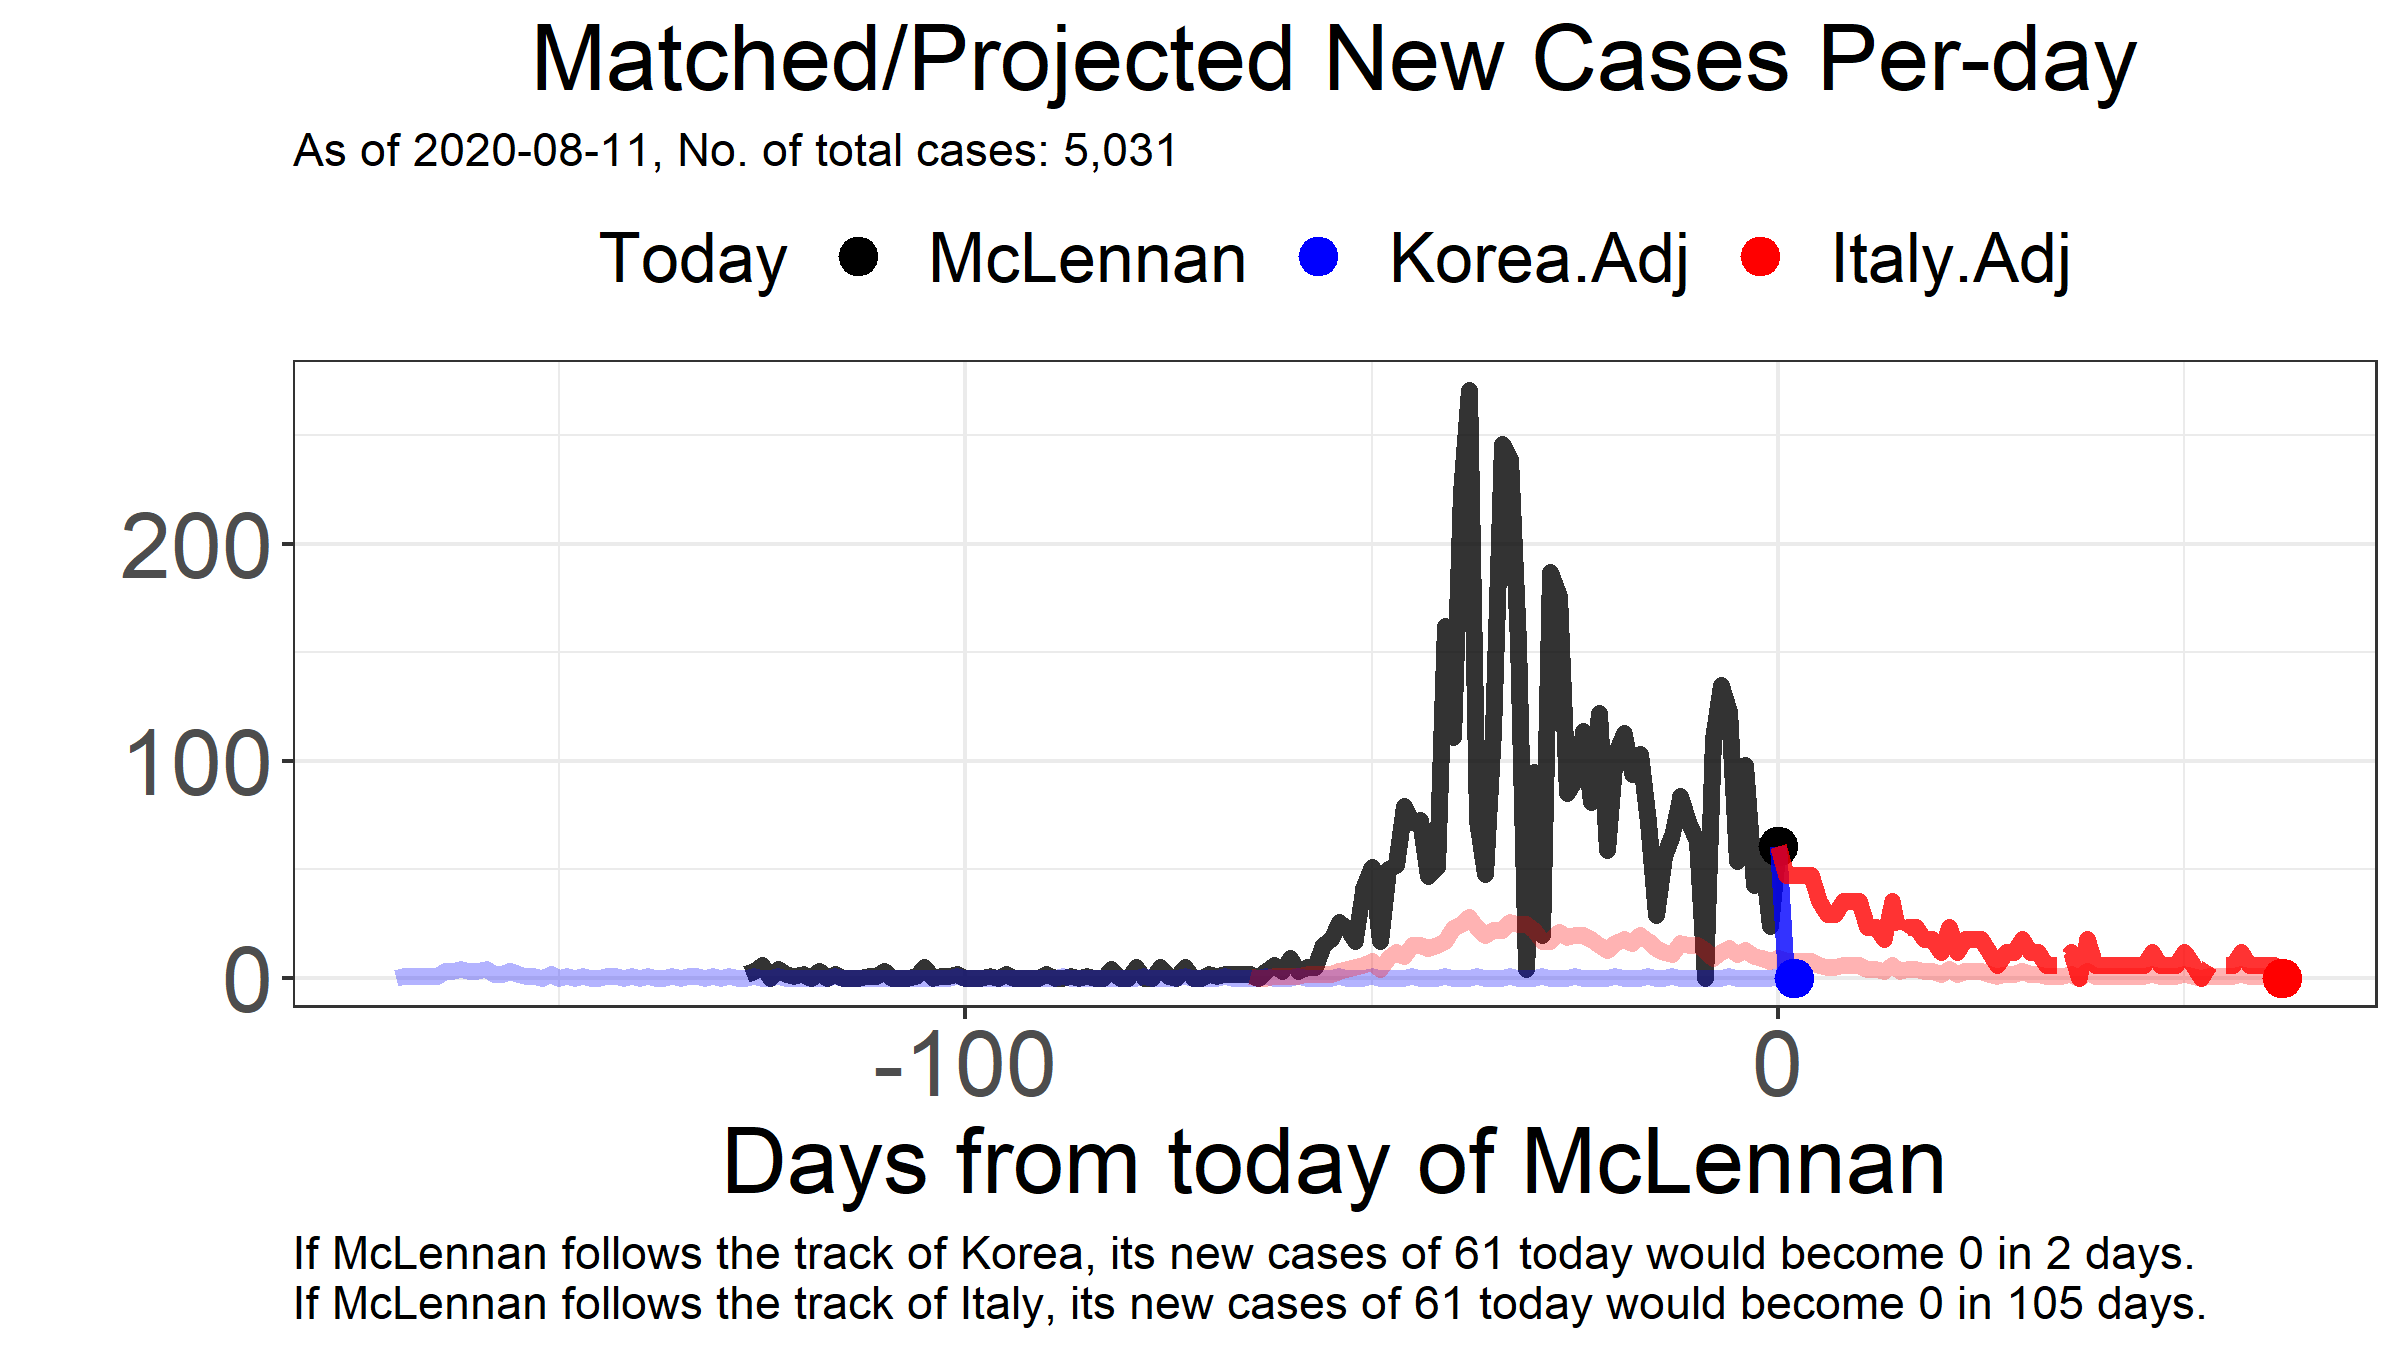 Matched/Projected New Cases Per-day
As of 2020-08-11, No. of total cases: 5,031
Today McLennan Korea.Adj Italy.Adj
200
100
0
-100 0
Days from today of McLennan
If McLennan follows the track of Korea, its new cases of 61 today would become 0 in 2 days.
If McLennan follows the track of Italy, its new cases of 61 today would become 0 in 105 days.